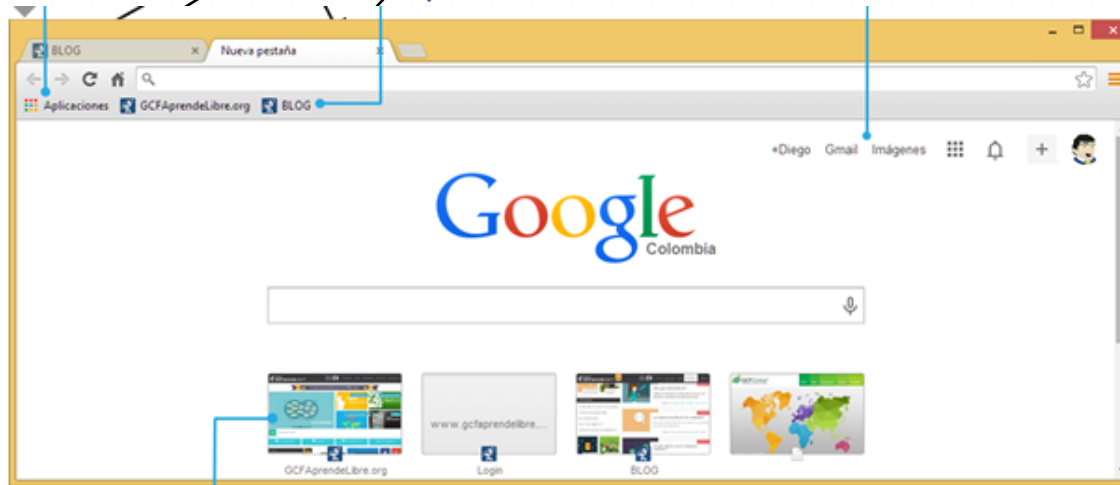 BLOG Nueva pestaña
Aplicaciones GCFAprendeLibre.org BLOG
+Diego Gmail Imágenes
Google
Colombia
www.gcfaprendelibre....
GCFAprendeLibre.org Login BLOG